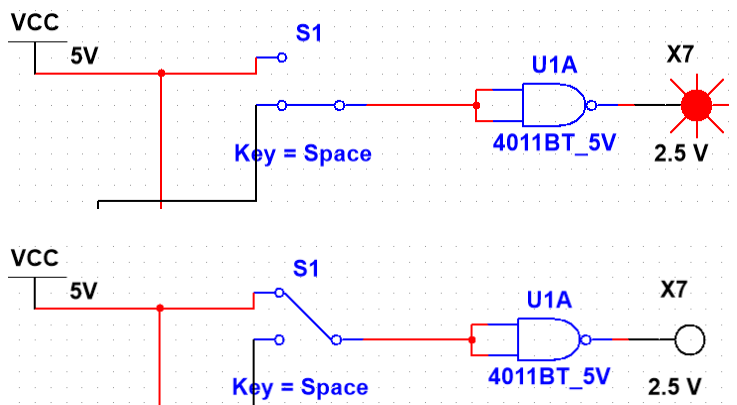 VCC
5V
S1
U1A
X7
Key = Space
4011BT_5V
2.5 V
VCC
5V
S1
U1A
X7
Key = Space
4011BT_5V
2.5 V